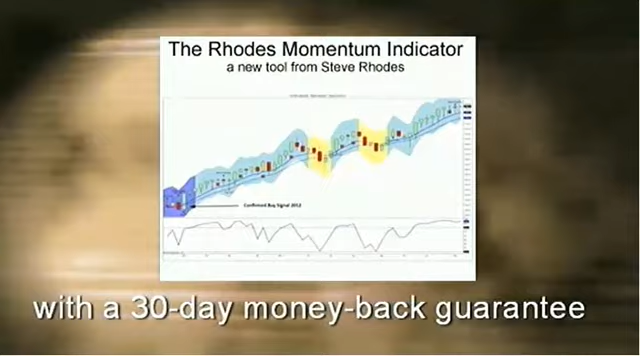 The Rhodes Momentum Indicator
a new tool from Steve Rhodes
Confirmed Buy Signal 2012
with a 30-day money-back guarantee